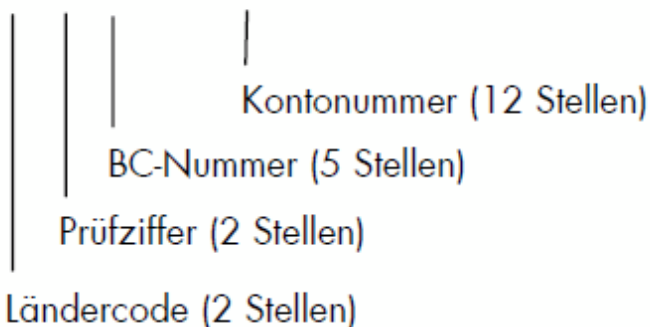 Kontonummer (12 Stellen)
BC-Nummer (5 Stellen)
Prüfziffer (2 Stellen)
Ländercode (2 Stellen)